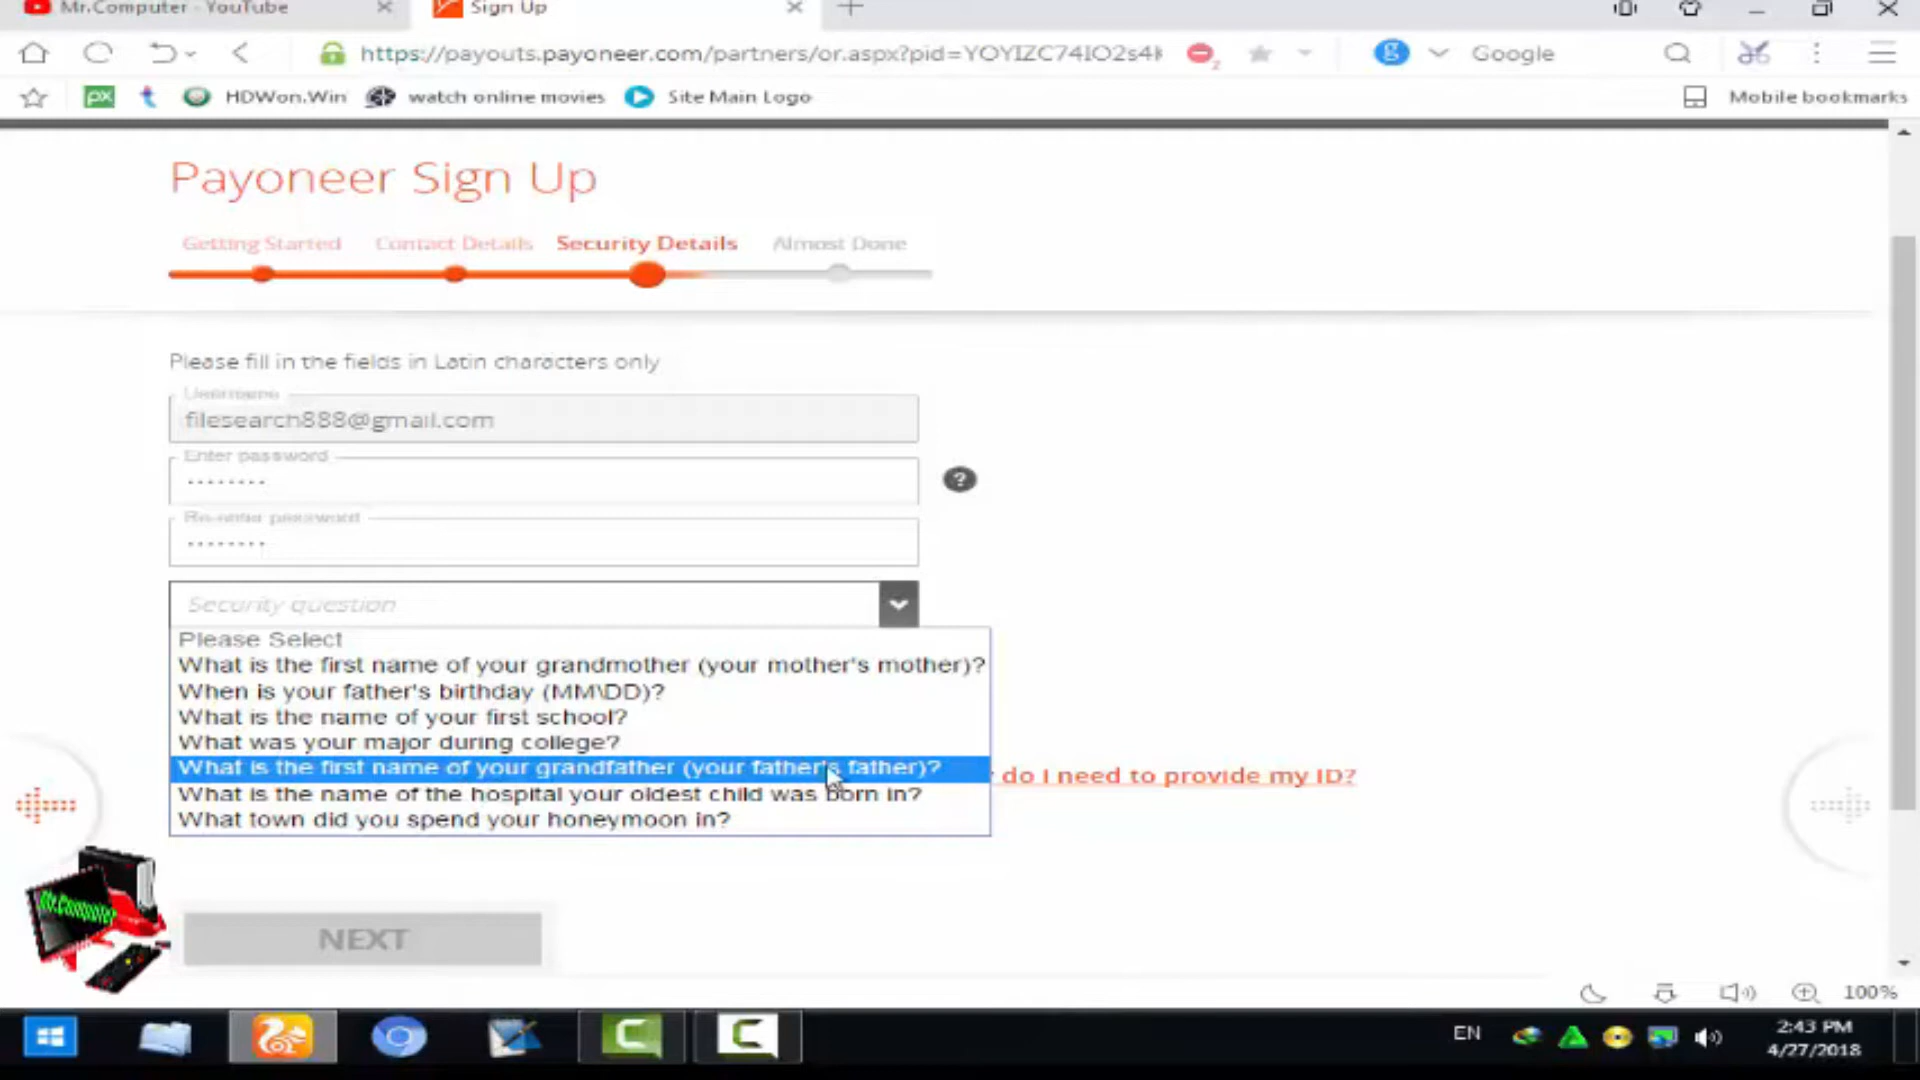 Mr.Computer - YouTube
Sign Up
https://payouts.payoneer.com/partners/or.aspx?pid=YOYIZC74IO2s4
Google
px
HDWon.Win
watch online movies
Site Main Logo
Mobile bookmarks
Payoneer Sign Up
Getting Started
Contact Details
Security Details
Almost Done
Please fill in the fields in Latin characters only
Username
filesearch888@gmail.com
Enter password
Re-enter password
Security question
Please Select
What is the first name of your grandmother (your mother's mother)?
When is your father's birthday (MM\DD)?
What is the name of your first school?
What was your major during college?
What is the first name of your grandfather (your father's father)?
do I need to provide my ID?
What is the name of the hospital your oldest child was born in?
What town did you spend your honeymoon in?
Mr.Computer
NEXT
100%
EN
2:43 PM
4/27/2018